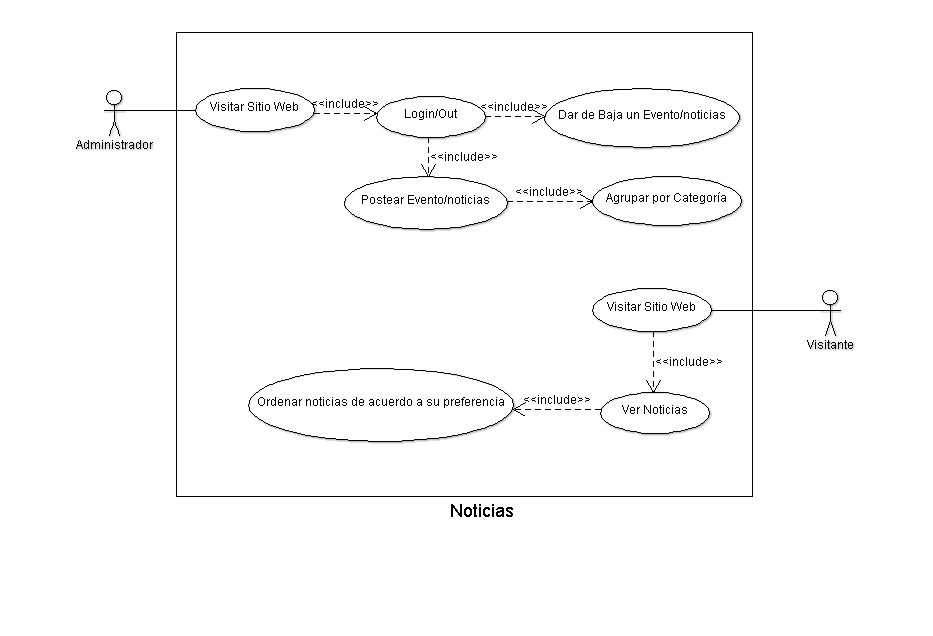 Visitar Sitio Web
<<include>>
Login/Out
<<include>>
Dar de Baja un Evento/noticias
Administrador
<<include>>
Postear Evento/noticias
<<include>>
Agrupar por Categoría
Visitar Sitio Web
Visitante
<<include>>
Ordenar noticias de acuerdo a su preferencia
<<include>>
Ver Noticias
Noticias